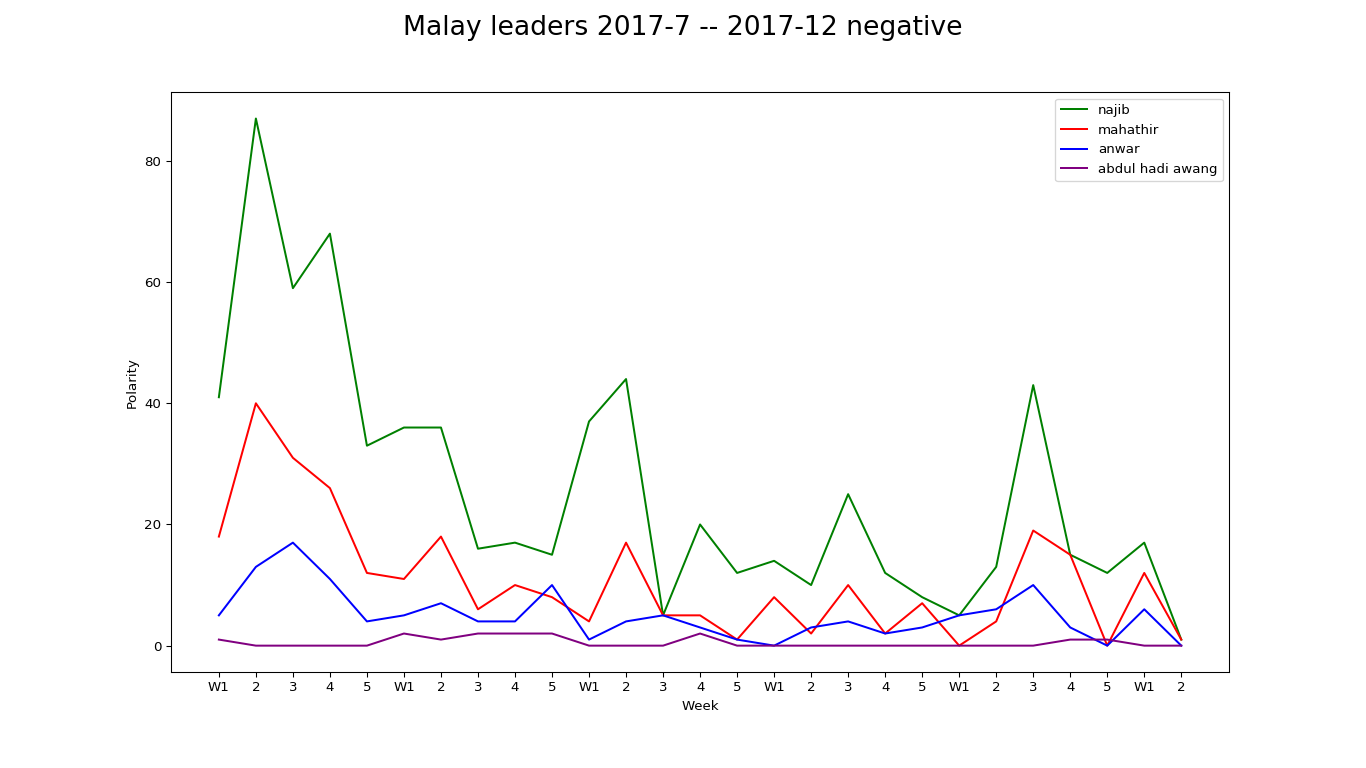 Malay leaders 2017-7 -- 2017-12 negative
najib
mahathir
anwar
abdul hadi awang
80
60
40
20
0
Polarity
W1 2 3 4 5 W1 2 3 4 5 W1 2 3 4 5 W1 2 3 4 5 W1 2 3 4 5 W1 2
Week